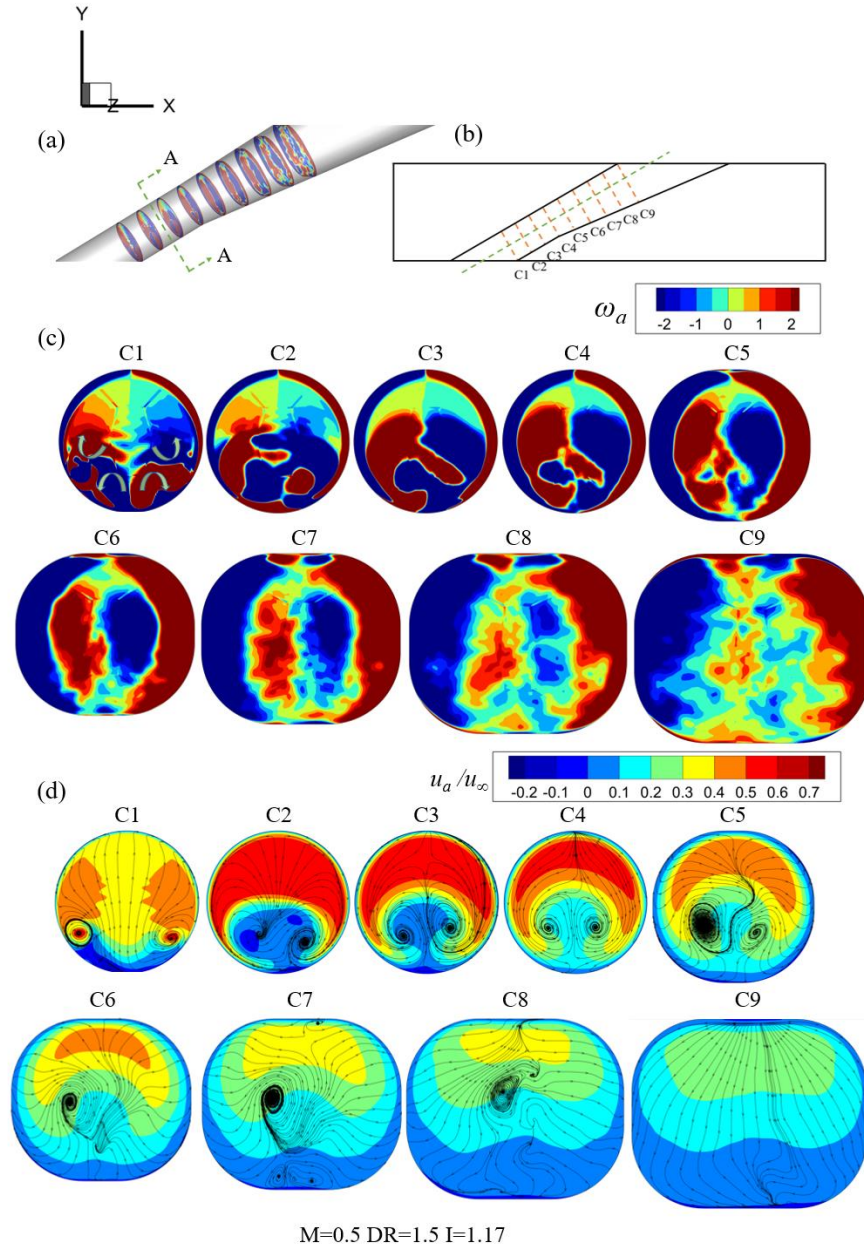 Y
Z X
(a)
A
A
(b)
C1 C2 C3 C4 C5 C6 C7 C8 C9
ω_a
-2 -1 0 1 2
(c)
C1 C2 C3 C4 C5
C6 C7 C8 C9
u_a/u_∞
-0.2 -0.1 0 0.1 0.2 0.3 0.4 0.5 0.6 0.7
(d)
C1 C2 C3 C4 C5
C6 C7 C8 C9
M=0.5 DR=1.5 I=1.17